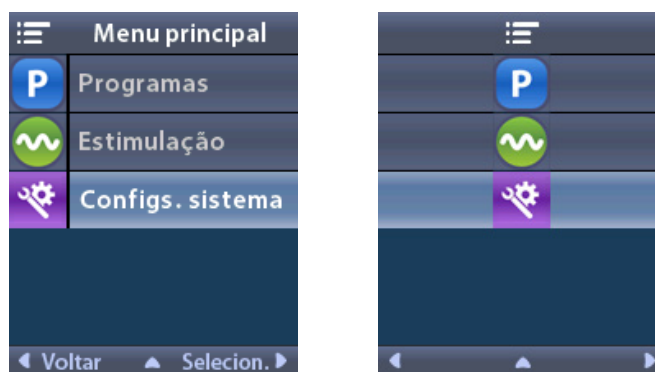 Menu principal
P Programas
Estimulação
Configs. sistema
Voltar Selecion.
P